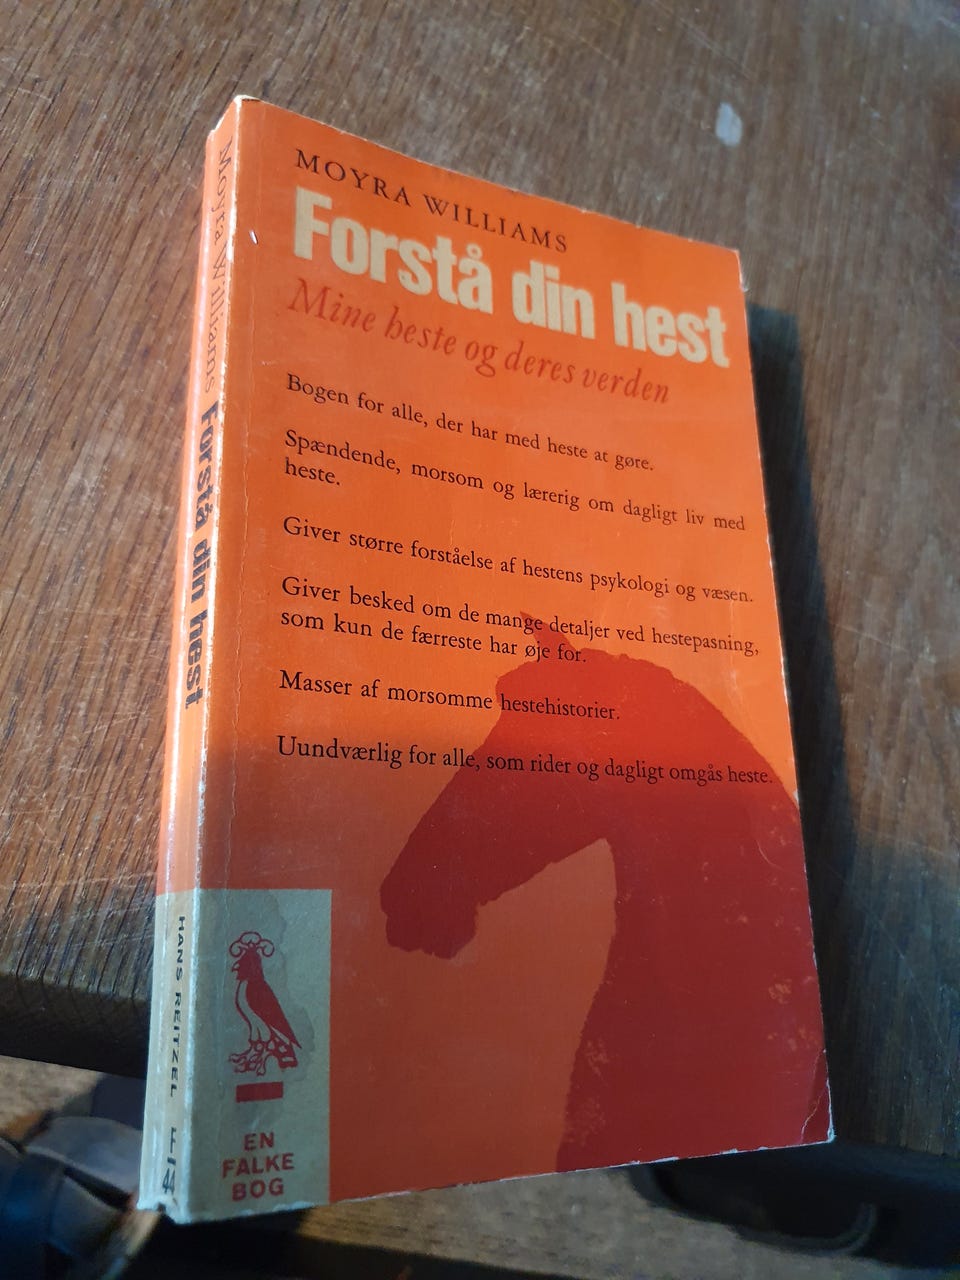 MOYRA WILLIAMS
Forstå din hest
Mine heste og deres verden
Bogen for alle, der har med heste at gøre.
Spændende, morsom og lærerig om dagligt liv med
heste.
Giver større forståelse af hestens psykologi og væsen.
Giver besked om de mange detaljer ved hestepasning,
som kun de færreste har øje for.
Masser af morsomme hestehistorier.
Uundværlig for alle, som rider og dagligt omgås heste.
EN
FALKE
BOG
Moyra Williams Forstå din hest
HANS REITZEL
F
44